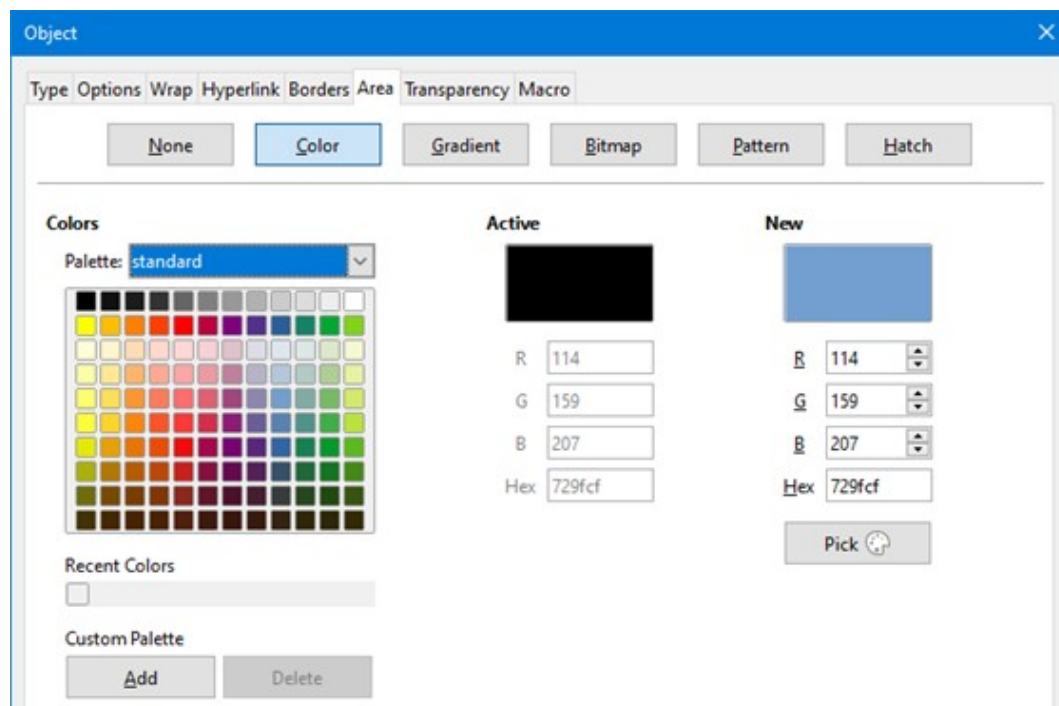 Object
Type Options Wrap Hyperlink Borders Area Transparency Macro
None Color Gradient Bitmap Pattern Hatch
Colors Active New
Palette: standard
R 114 R 114
G 159 G 159
B 207 B 207
Hex 729fcf Hex 729fcf
Pick
Recent Colors
Custom Palette
Add Delete